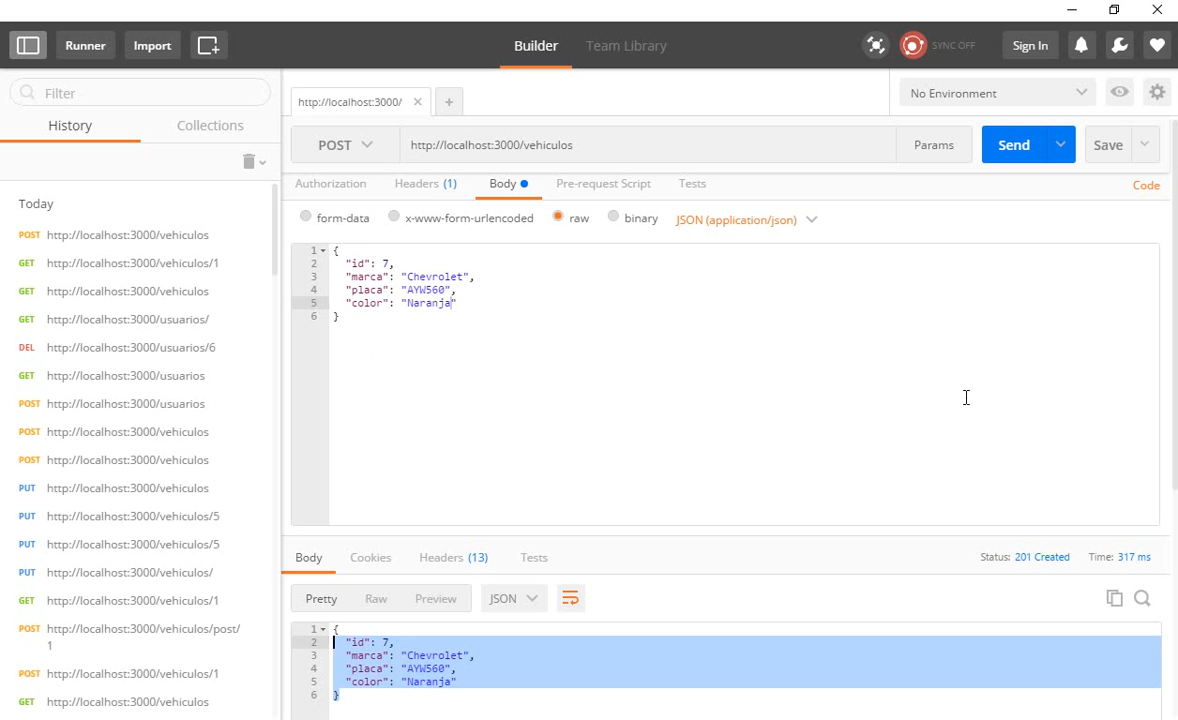 Runner
Import
Builder
Team Library
SYNC OFF
Sign In
Filter
History
Collections
Today
POST http://localhost:3000/vehiculos
GET http://localhost:3000/vehiculos/1
GET http://localhost:3000/vehiculos
GET http://localhost:3000/usuarios/
DEL http://localhost:3000/usuarios/6
GET http://localhost:3000/usuarios
POST http://localhost:3000/usuarios
POST http://localhost:3000/vehiculos
POST http://localhost:3000/vehiculos
PUT http://localhost:3000/vehiculos
PUT http://localhost:3000/vehiculos/5
PUT http://localhost:3000/vehiculos/5
PUT http://localhost:3000/vehiculos/
GET http://localhost:3000/vehiculos/1
POST http://localhost:3000/vehiculos/post/
1
POST http://localhost:3000/vehiculos/1
GET http://localhost:3000/vehiculos
http://localhost:3000/
No Environment
POST
http://localhost:3000/vehiculos
Params
Send
Save
Authorization
Headers (1)
Body
Pre-request Script
Tests
Code
form-data
x-www-form-urlencoded
raw
binary
JSON (application/json)
1 {
2 "id": 7,
3 "marca": "Chevrolet",
4 "placa": "AYW560",
5 "color": "Naranja"
6 }
Body
Cookies
Headers (13)
Tests
Status: 201 Created
Time: 317 ms
Pretty
Raw
Preview
JSON
1 {
2 "id": 7,
3 "marca": "Chevrolet",
4 "placa": "AYW560",
5 "color": "Naranja"
6 }